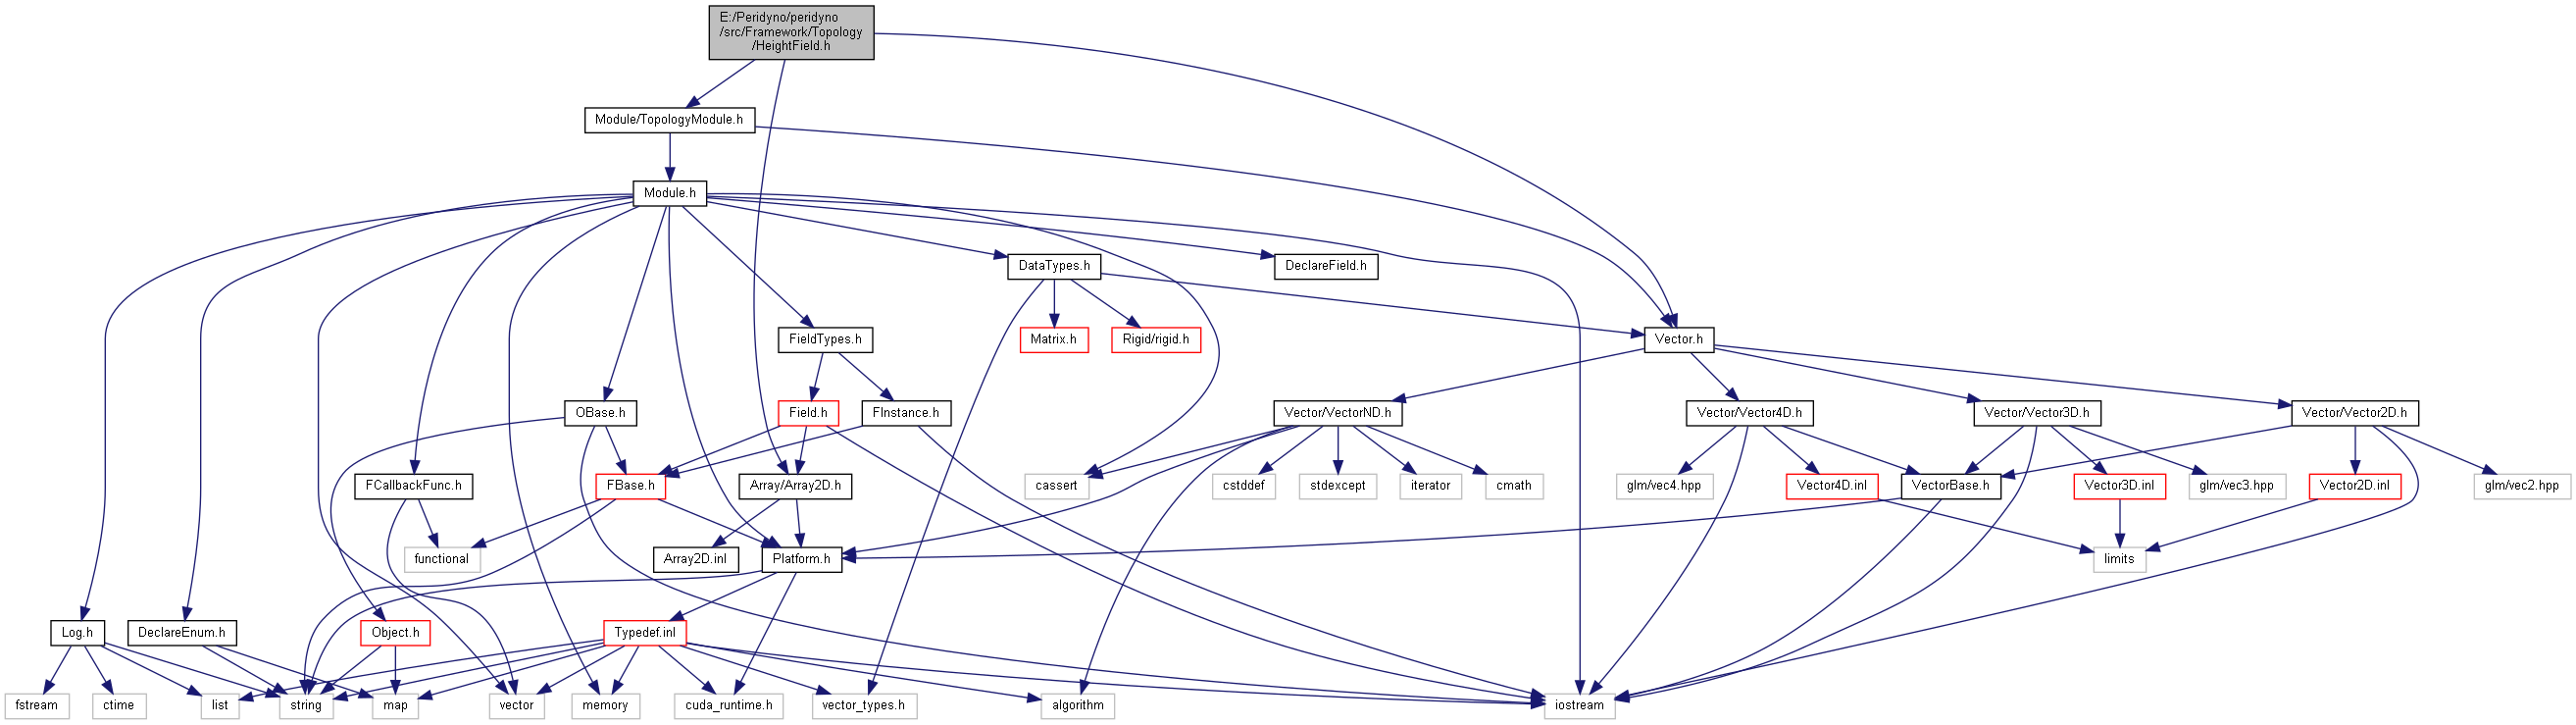 E:/Peridyno/peridyno
/src/Framework/Topology
/HeightField.h
Module/TopologyModule.h
Module.h
DataTypes.h
DeclareField.h
FieldTypes.h
Matrix.h
Rigid/rigid.h
Vector.h
OBase.h
Field.h
FInstance.h
Vector/VectorND.h
Vector/Vector4D.h
Vector/Vector3D.h
Vector/Vector2D.h
FCallbackFunc.h
FBase.h
Array/Array2D.h
cassert
cstddef
stdexcept
iterator
cmath
glm/vec4.hpp
Vector4D.inl
VectorBase.h
Vector3D.inl
glm/vec3.hpp
Vector2D.inl
glm/vec2.hpp
functional
Array2D.inl
Platform.h
limits
Log.h
DeclareEnum.h
Object.h
Typedef.inl
fstream
ctime
list
string
map
vector
memory
cuda_runtime.h
vector_types.h
algorithm
iostream